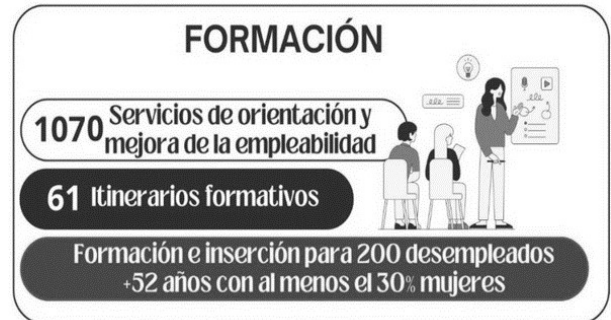 FORMACIÓN
1070 Servicios de orientación y
mejora de la empleabilidad
61 Itinerarios formativos
Formación e inserción para 200 desempleados
+52 años con al menos el 30% mujeres